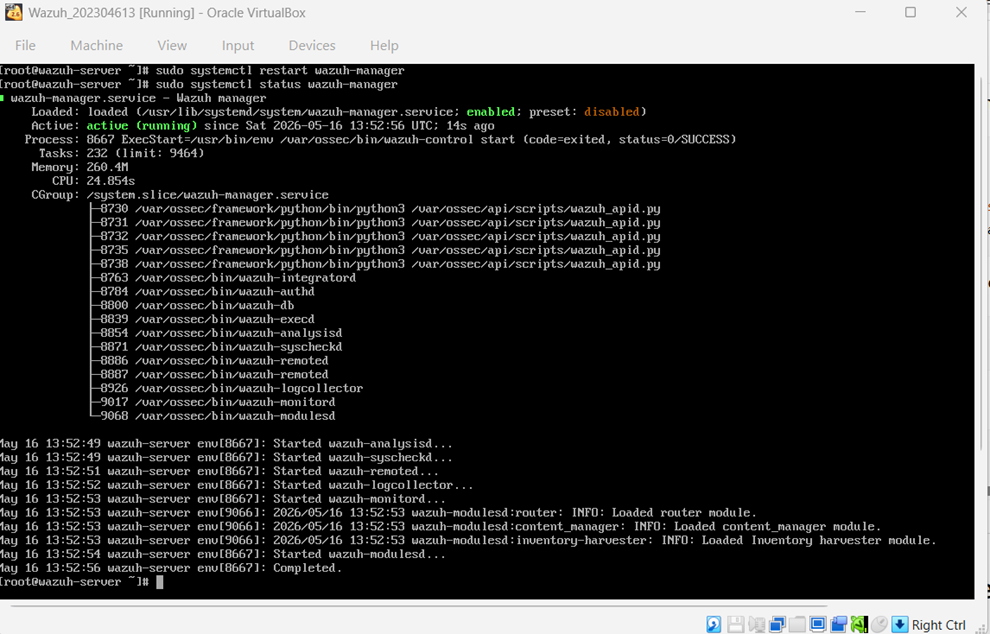 Wazuh_202304613 [Running] - Oracle VirtualBox
File Machine View Input Devices Help
[root@wazuh-server ~]# sudo systemctl restart wazuh-manager
[root@wazuh-server ~]# sudo systemctl status wazuh-manager
wazuh-manager.service - Wazuh manager
Loaded: loaded (/usr/lib/systemd/system/wazuh-manager.service; enabled; preset: disabled)
Active: active (running) since Sat 2026-05-16 13:52:56 UTC; 14s ago
Process: 8667 ExecStart=/usr/bin/env /var/ossec/bin/wazuh-control start (code=exited, status=0/SUCCESS)
Tasks: 232 (limit: 9464)
Memory: 260.4M
CPU: 24.854s
CGroup: /system.slice/wazuh-manager.service
├─8730 /var/ossec/framework/python/bin/python3 /var/ossec/api/scripts/wazuh_apid.py
├─8731 /var/ossec/framework/python/bin/python3 /var/ossec/api/scripts/wazuh_apid.py
├─8732 /var/ossec/framework/python/bin/python3 /var/ossec/api/scripts/wazuh_apid.py
├─8735 /var/ossec/framework/python/bin/python3 /var/ossec/api/scripts/wazuh_apid.py
├─8738 /var/ossec/framework/python/bin/python3 /var/ossec/api/scripts/wazuh_apid.py
├─8763 /var/ossec/bin/wazuh-integratord
├─8784 /var/ossec/bin/wazuh-authd
├─8800 /var/ossec/bin/wazuh-db
├─8839 /var/ossec/bin/wazuh-execd
├─8854 /var/ossec/bin/wazuh-analysisd
├─8871 /var/ossec/bin/wazuh-syscheckd
├─8886 /var/ossec/bin/wazuh-remoted
├─8887 /var/ossec/bin/wazuh-remoted
├─8926 /var/ossec/bin/wazuh-logcollector
├─9017 /var/ossec/bin/wazuh-monitord
└─9068 /var/ossec/bin/wazuh-modulesd
May 16 13:52:49 wazuh-server env[8667]: Started wazuh-analysisd...
May 16 13:52:49 wazuh-server env[8667]: Started wazuh-syscheckd...
May 16 13:52:51 wazuh-server env[8667]: Started wazuh-remoted...
May 16 13:52:52 wazuh-server env[8667]: Started wazuh-logcollector...
May 16 13:52:53 wazuh-server env[8667]: Started wazuh-monitord...
May 16 13:52:53 wazuh-server env[9066]: 2026/05/16 13:52:53 wazuh-modulesd:router: INFO: Loaded router module.
May 16 13:52:53 wazuh-server env[9066]: 2026/05/16 13:52:53 wazuh-modulesd:content_manager: INFO: Loaded content_manager module.
May 16 13:52:53 wazuh-server env[9066]: 2026/05/16 13:52:53 wazuh-modulesd:inventory-harvester: INFO: Loaded Inventory harvester module.
May 16 13:52:54 wazuh-server env[8667]: Started wazuh-modulesd...
May 16 13:52:56 wazuh-server env[8667]: Completed.
[root@wazuh-server ~]#
Right Ctrl